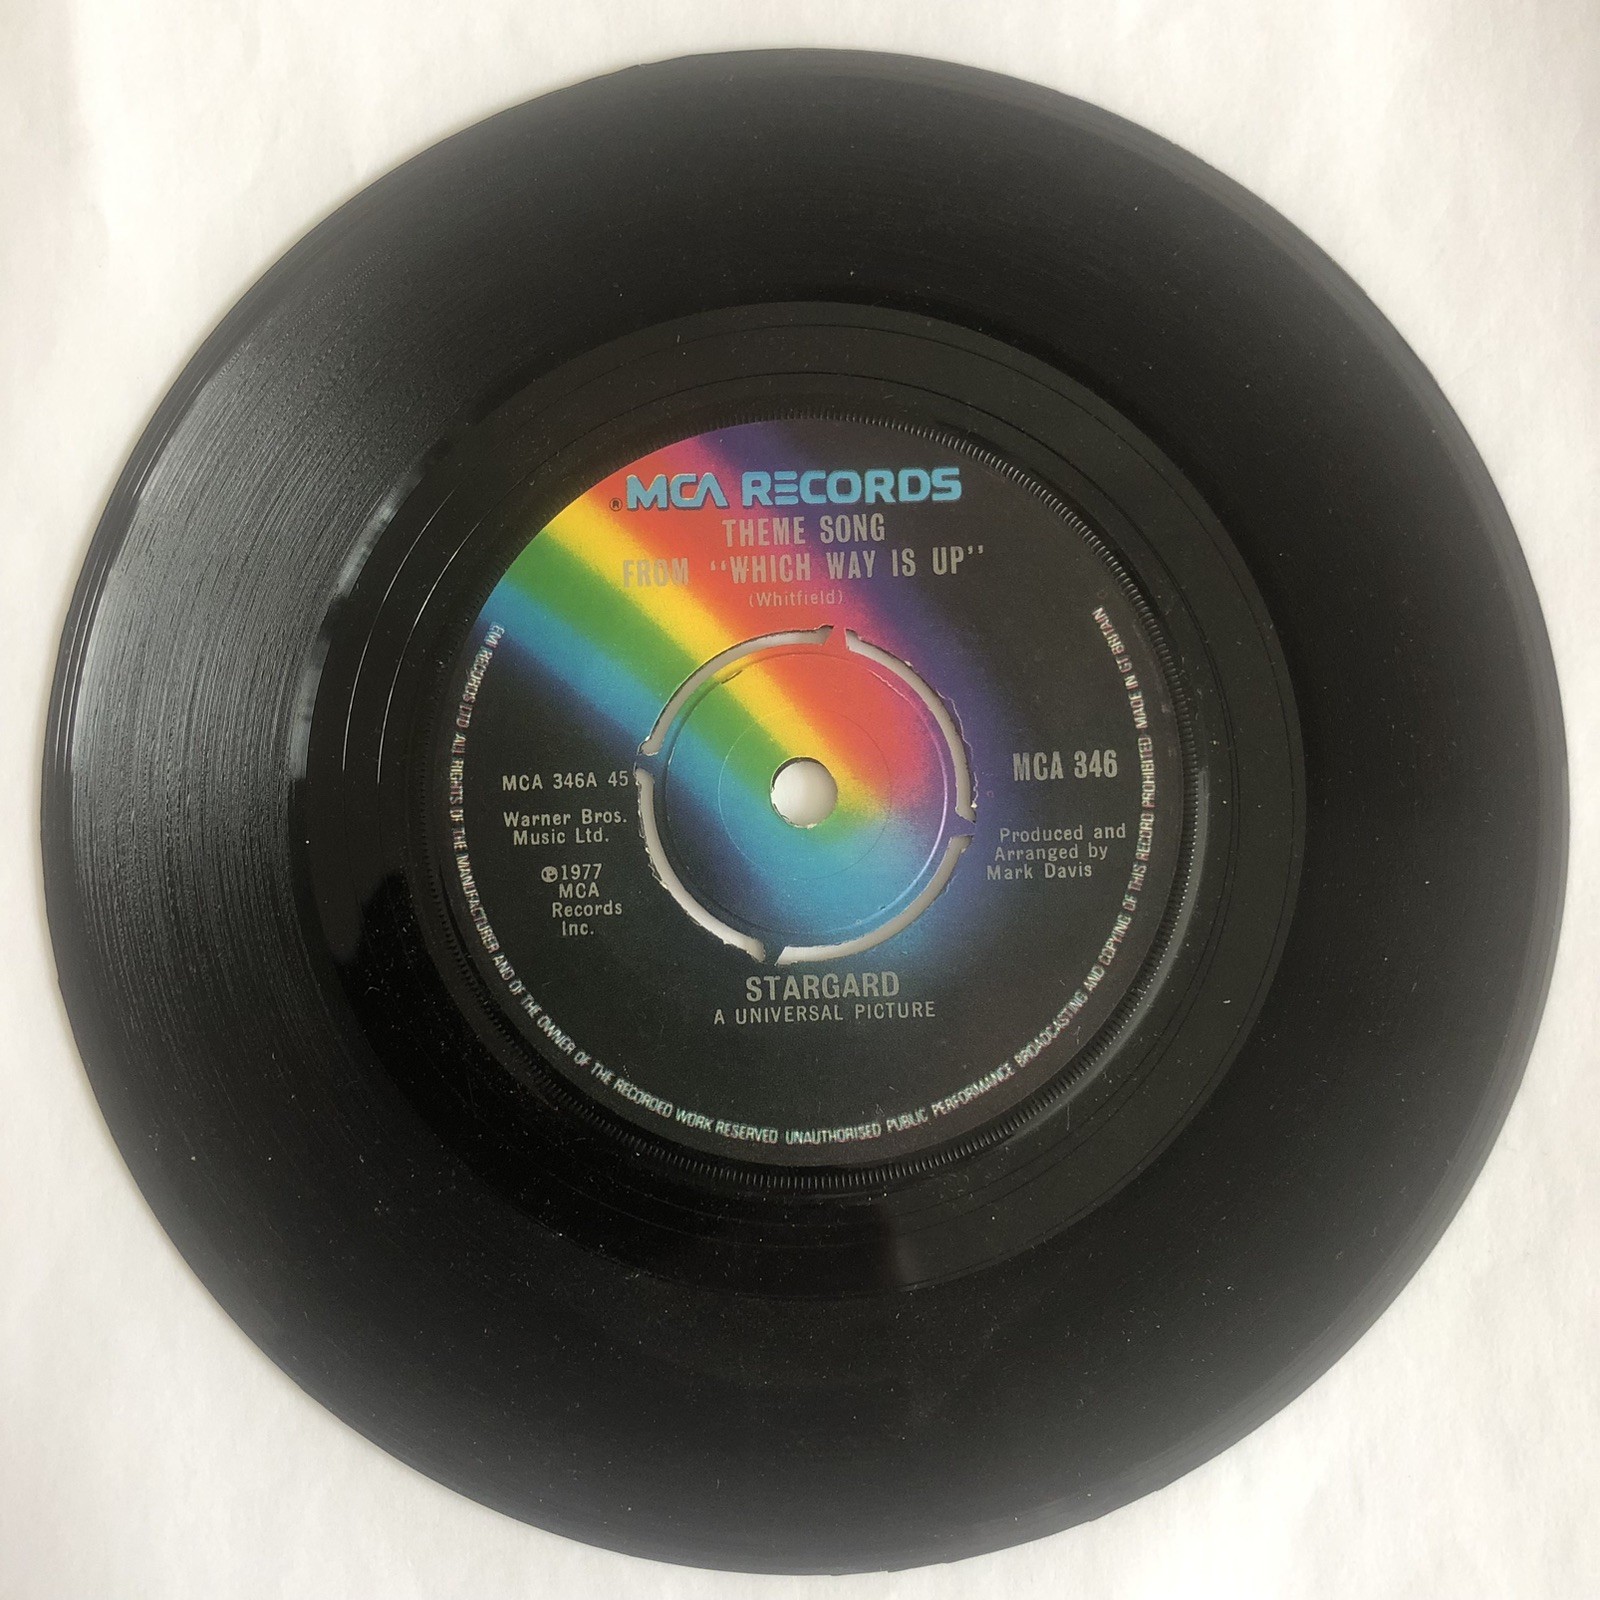 ® MCA RECORDS
THEME SONG
FROM "WHICH WAY IS UP"
(Whitfield)
MCA 346A 45
Warner Bros.
Music Ltd.
℗1977
MCA
Records
Inc.
MCA 346
Produced and
Arranged by
Mark Davis
STARGARD
A UNIVERSAL PICTURE
EMI RECORDS LTD ALL RIGHTS OF THE MANUFACTURER AND OF THE OWNER OF THE RECORDED WORK RESERVED UNAUTHORISED PUBLIC PERFORMANCE BROADCASTING AND COPYING OF THIS RECORD PROHIBITED MADE IN GT BRITAIN